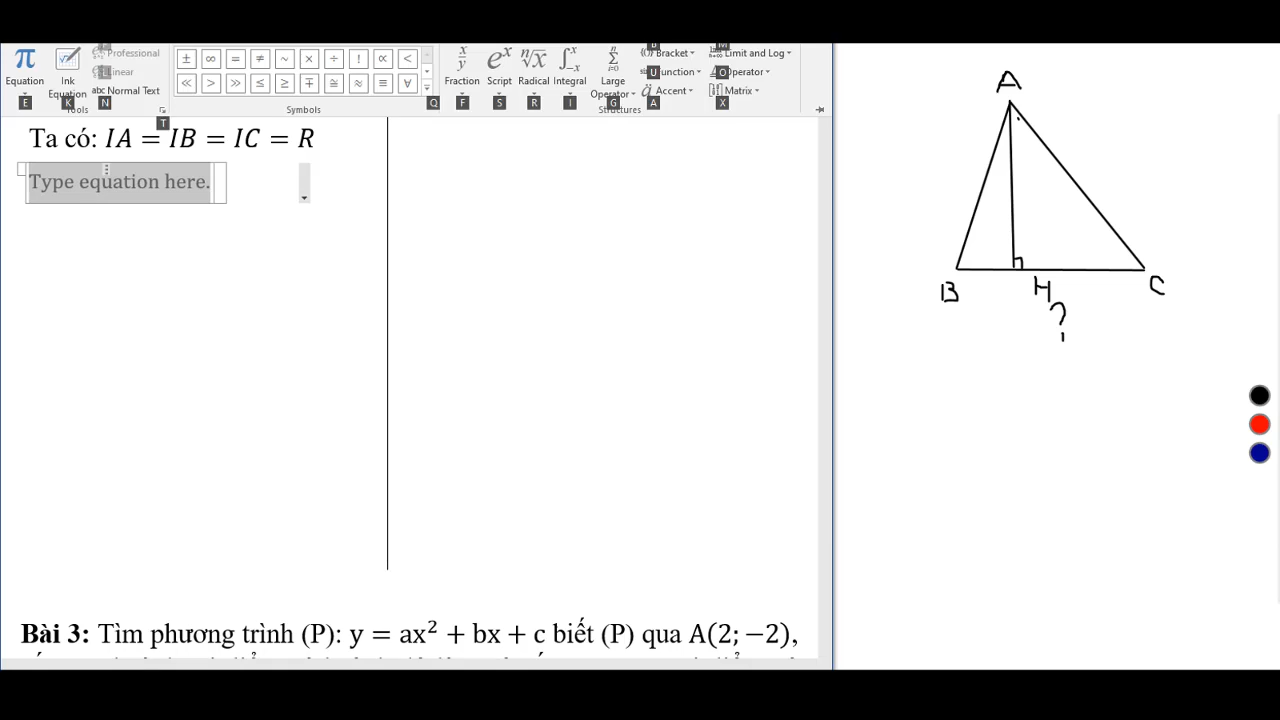 Equation
E
Ink
Equation
K
Professional
Linear
abc Normal Text
N
Tools
T
± ∞ = ≠ ~ × ÷ ! ∝ <
≪ > ≫ ≤ ≥ ∓ ≅ ≈ ≡ ∀
Symbols
Q
Fraction
F
Script
S
Radical
R
Integral
I
Large
Operator
G
Bracket
B
U
Function
Accent
A
Limit and Log
M
Operator
O
Matrix
X
Structures
Ta có: IA = IB = IC = R
Type equation here.
A
B
H
C
?
Bài 3: Tìm phương trình (P): y = ax² + bx + c biết (P) qua A(2; −2),